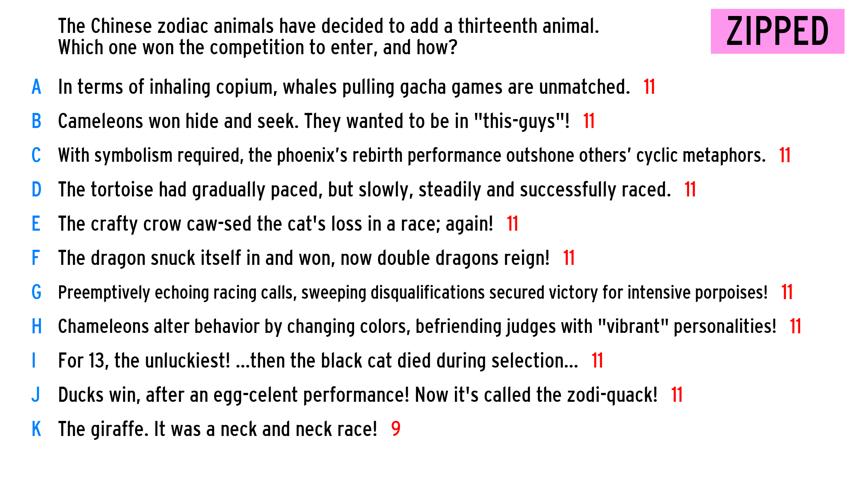 The Chinese zodiac animals have decided to add a thirteenth animal.
Which one won the competition to enter, and how?
ZIPPED
A In terms of inhaling copium, whales pulling gacha games are unmatched. 11
B Cameleons won hide and seek. They wanted to be in "this-guys"! 11
C With symbolism required, the phoenix's rebirth performance outshone others' cyclic metaphors. 11
D The tortoise had gradually paced, but slowly, steadily and successfully raced. 11
E The crafty crow caw-sed the cat's loss in a race; again! 11
F The dragon snuck itself in and won, now double dragons reign! 11
G Preemptively echoing racing calls, sweeping disqualifications secured victory for intensive porpoises! 11
H Chameleons alter behavior by changing colors, befriending judges with "vibrant" personalities! 11
I For 13, the unluckiest! ...then the black cat died during selection... 11
J Ducks win, after an egg-celent performance! Now it's called the zodi-quack! 11
K The giraffe. It was a neck and neck race! 9